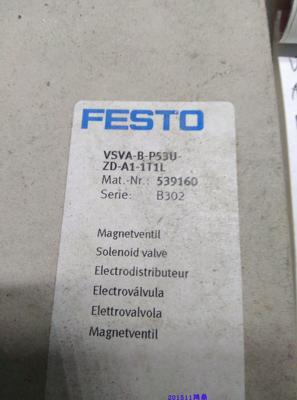 FESTO
VSVA-B-P53U-
ZD-A1-1T1L
Mat.-Nr.: 539160
Serie: B302
Magnetventil
Solenoid valve
Electrodistributeur
Electroválvula
Elettrovalvola
Magnetventil